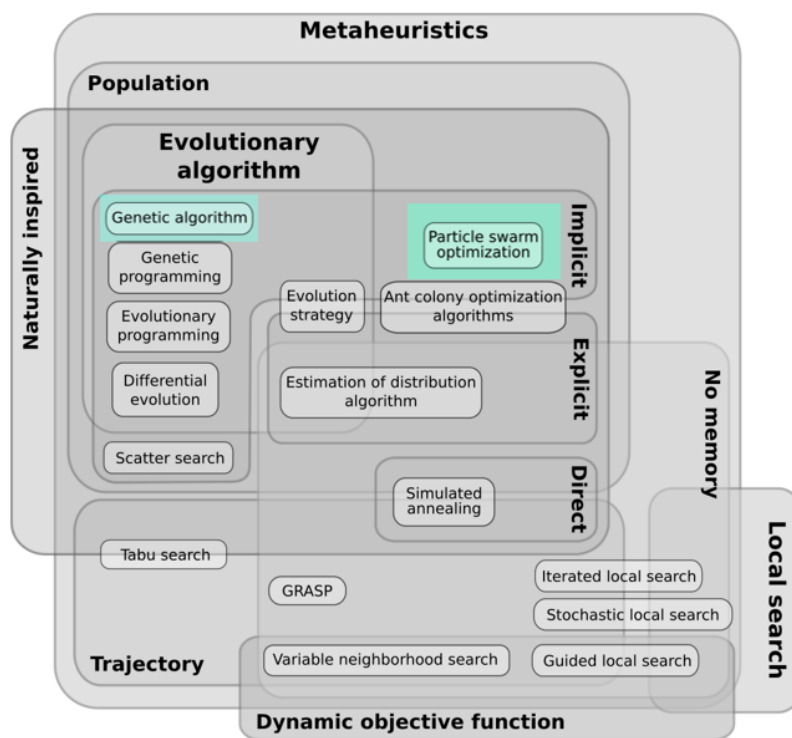 Metaheuristics
Population
Naturally inspired
Evolutionary
algorithm
Implicit
Genetic algorithm
Particle swarm
optimization
Genetic
programming
Evolution
strategy
Ant colony optimization
algorithms
Evolutionary
programming
Explicit
Differential
evolution
Estimation of distribution
algorithm
No memory
Scatter search
Direct
Simulated
annealing
Local search
Tabu search
GRASP
Iterated local search
Stochastic local search
Trajectory
Variable neighborhood search
Guided local search
Dynamic objective function